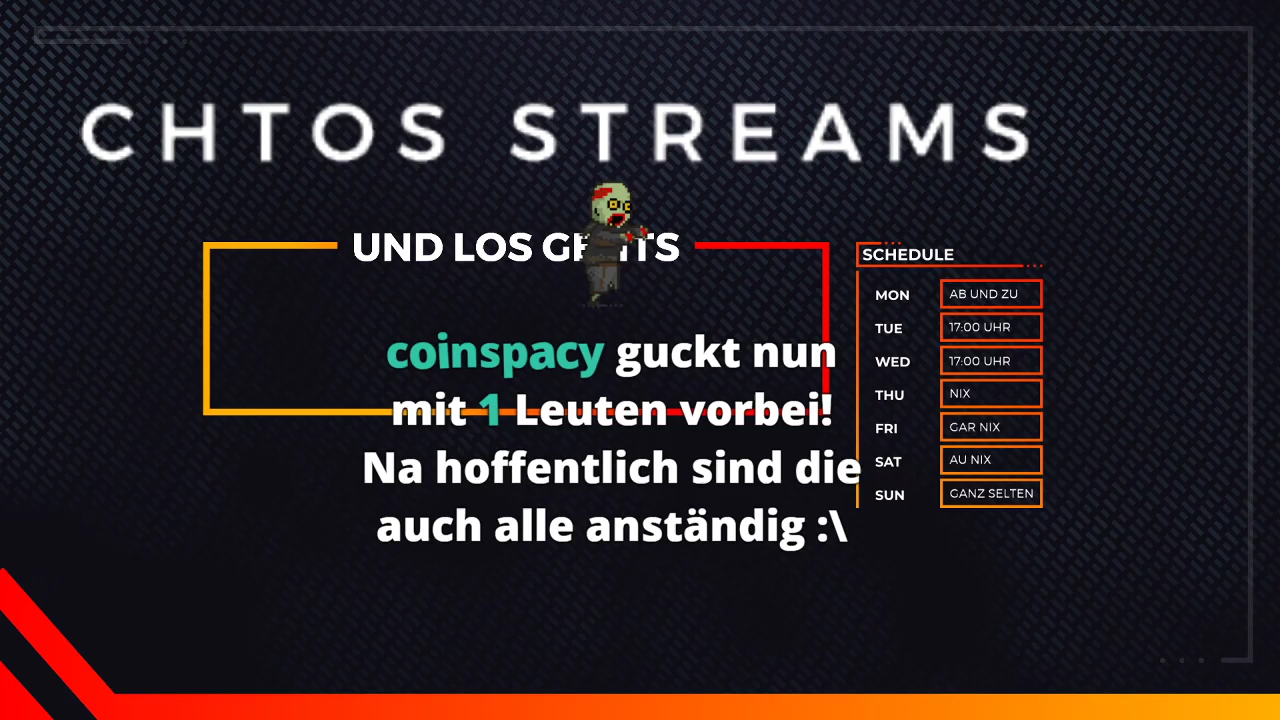 CHTOS STREAMS
UND LOS GEHTS
coinspacy guckt nun
mit 1 Leuten vorbei!
Na hoffentlich sind die
auch alle anständig :\
SCHEDULE
MON AB UND ZU
TUE 17:00 UHR
WED 17:00 UHR
THU NIX
FRI GAR NIX
SAT AU NIX
SUN GANZ SELTEN